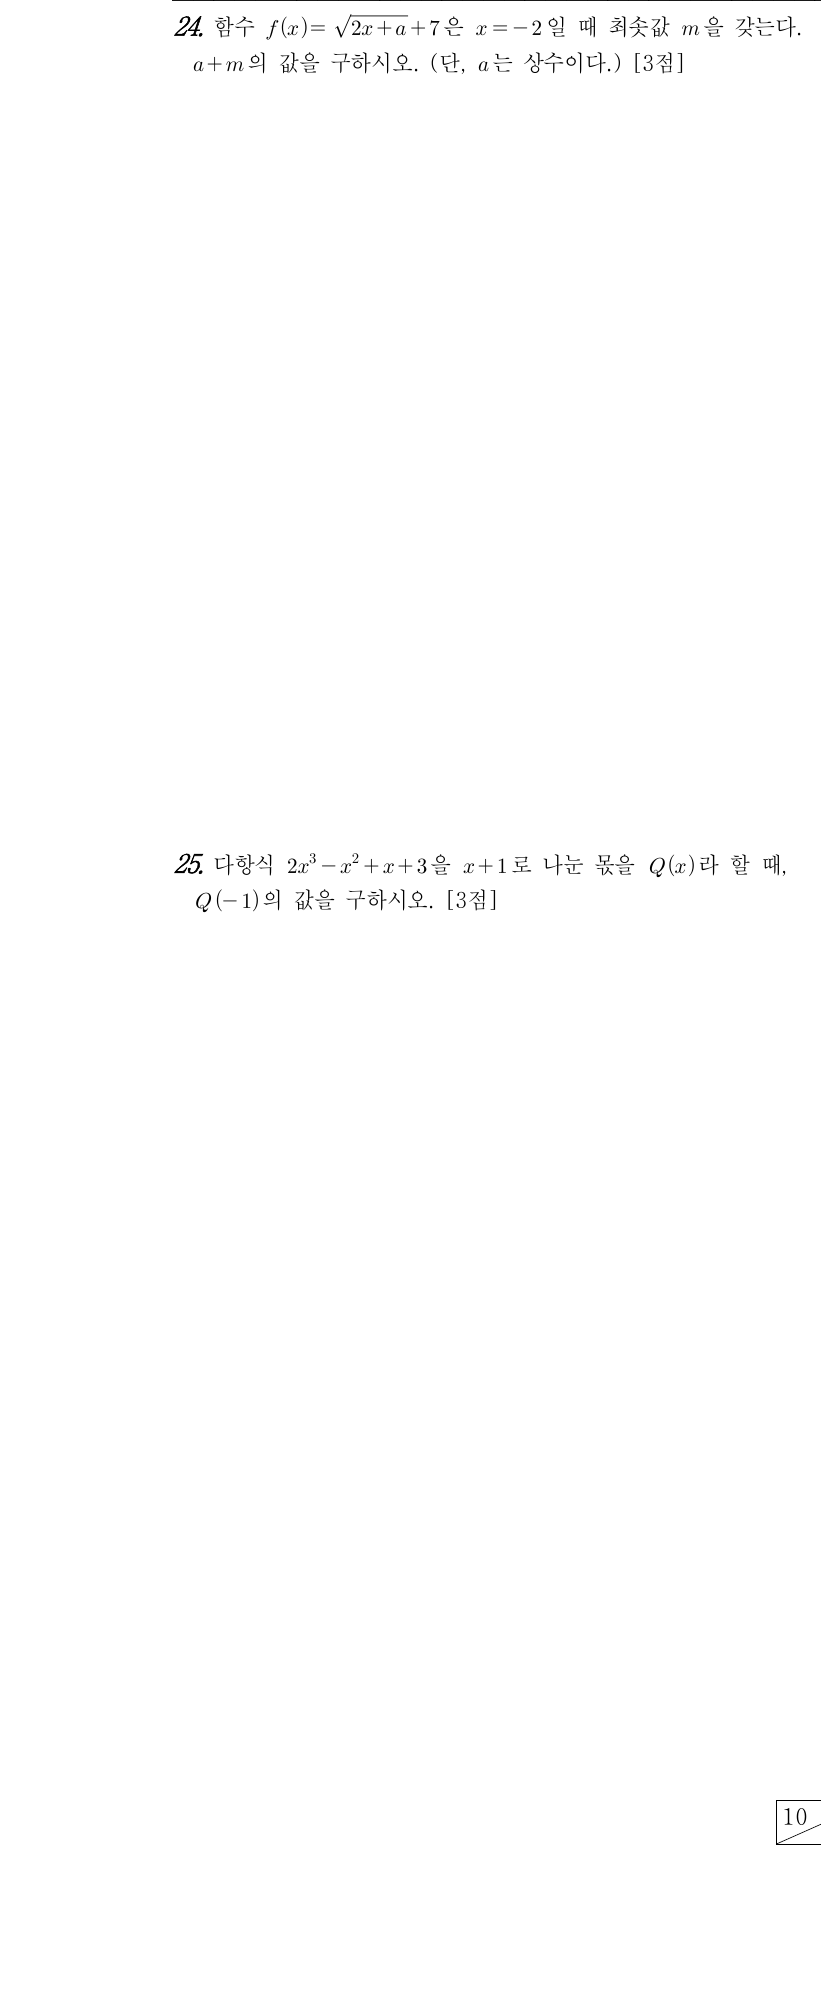 24. 함수 f(x)=√(2x+a)+7은 x=-2일 때 최솟값 m을 갖는다.
a+m의 값을 구하시오. (단, a는 상수이다.) [3점]
25. 다항식 2x³-x²+x+3을 x+1로 나눈 몫을 Q(x)라 할 때,
Q(-1)의 값을 구하시오. [3점]
10